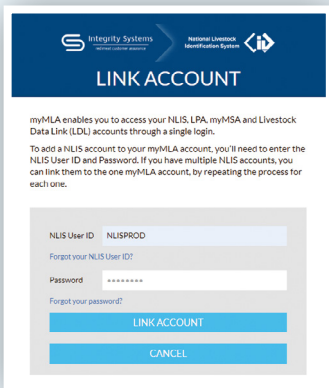 Integrity Systems
National Livestock
Identification System
LINK ACCOUNT
myMLA enables you to access your NLIS, LPA, myMSA and Livestock
Data Link (LDL) accounts through a single login.
To add a NLIS account to your myMLA account, you'll need to enter the
NLIS User ID and Password. If you have multiple NLIS accounts, you
can link them to the one myMLA account, by repeating the process for
each one.
NLIS User ID NLISPROD
Forgot your NLIS User ID?
Password ********
Forgot your password?
LINK ACCOUNT
CANCEL